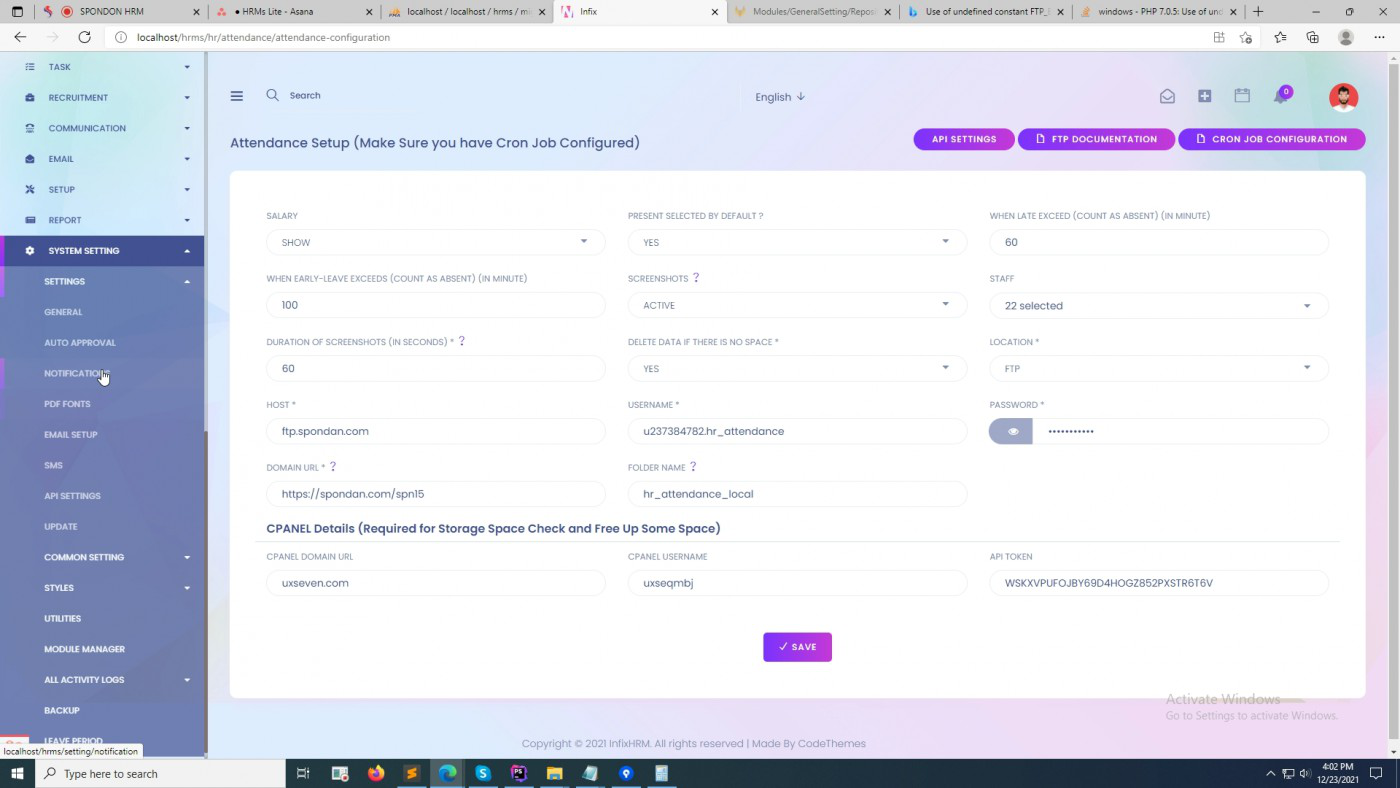 SPONDON HRM
● HRMs Lite - Asana
localhost / localhost / hrms / mi
Infix
Modules/GeneralSetting/Repos
Use of undefined constant FTP_
windows - PHP 7.0.5: Use of und
localhost/hrms/hr/attendance/attendance-configuration
TASK
RECRUITMENT
COMMUNICATION
EMAIL
SETUP
REPORT
SYSTEM SETTING
SETTINGS
GENERAL
AUTO APPROVAL
NOTIFICATION
PDF FONTS
EMAIL SETUP
SMS
API SETTINGS
UPDATE
COMMON SETTING
STYLES
UTILITIES
MODULE MANAGER
ALL ACTIVITY LOGS
BACKUP
LEAVE PERIOD
localhost/hrms/setting/notification
Search
English
0
Attendance Setup (Make Sure you have Cron Job Configured)
API SETTINGS
FTP DOCUMENTATION
CRON JOB CONFIGURATION
SALARY
SHOW
PRESENT SELECTED BY DEFAULT ?
YES
WHEN LATE EXCEED (COUNT AS ABSENT) (IN MINUTE)
60
WHEN EARLY-LEAVE EXCEEDS (COUNT AS ABSENT) (IN MINUTE)
100
SCREENSHOTS ?
ACTIVE
STAFF
22 selected
DURATION OF SCREENSHOTS (IN SECONDS) * ?
60
DELETE DATA IF THERE IS NO SPACE *
YES
LOCATION *
FTP
HOST *
ftp.spondan.com
USERNAME *
u237384782.hr_attendance
PASSWORD *
•••••••••••
DOMAIN URL * ?
https://spondan.com/spn15
FOLDER NAME ?
hr_attendance_local
CPANEL Details (Required for Storage Space Check and Free Up Some Space)
CPANEL DOMAIN URL
uxseven.com
CPANEL USERNAME
uxseqmbj
API TOKEN
WSKXVPUFOJBY69D4HOGZ852PXSTR6T6V
✓ SAVE
Activate Windows
Go to Settings to activate Windows.
Copyright © 2021 InfixHRM. All rights reserved | Made By CodeThemes
Type here to search
4:02 PM
12/23/2021